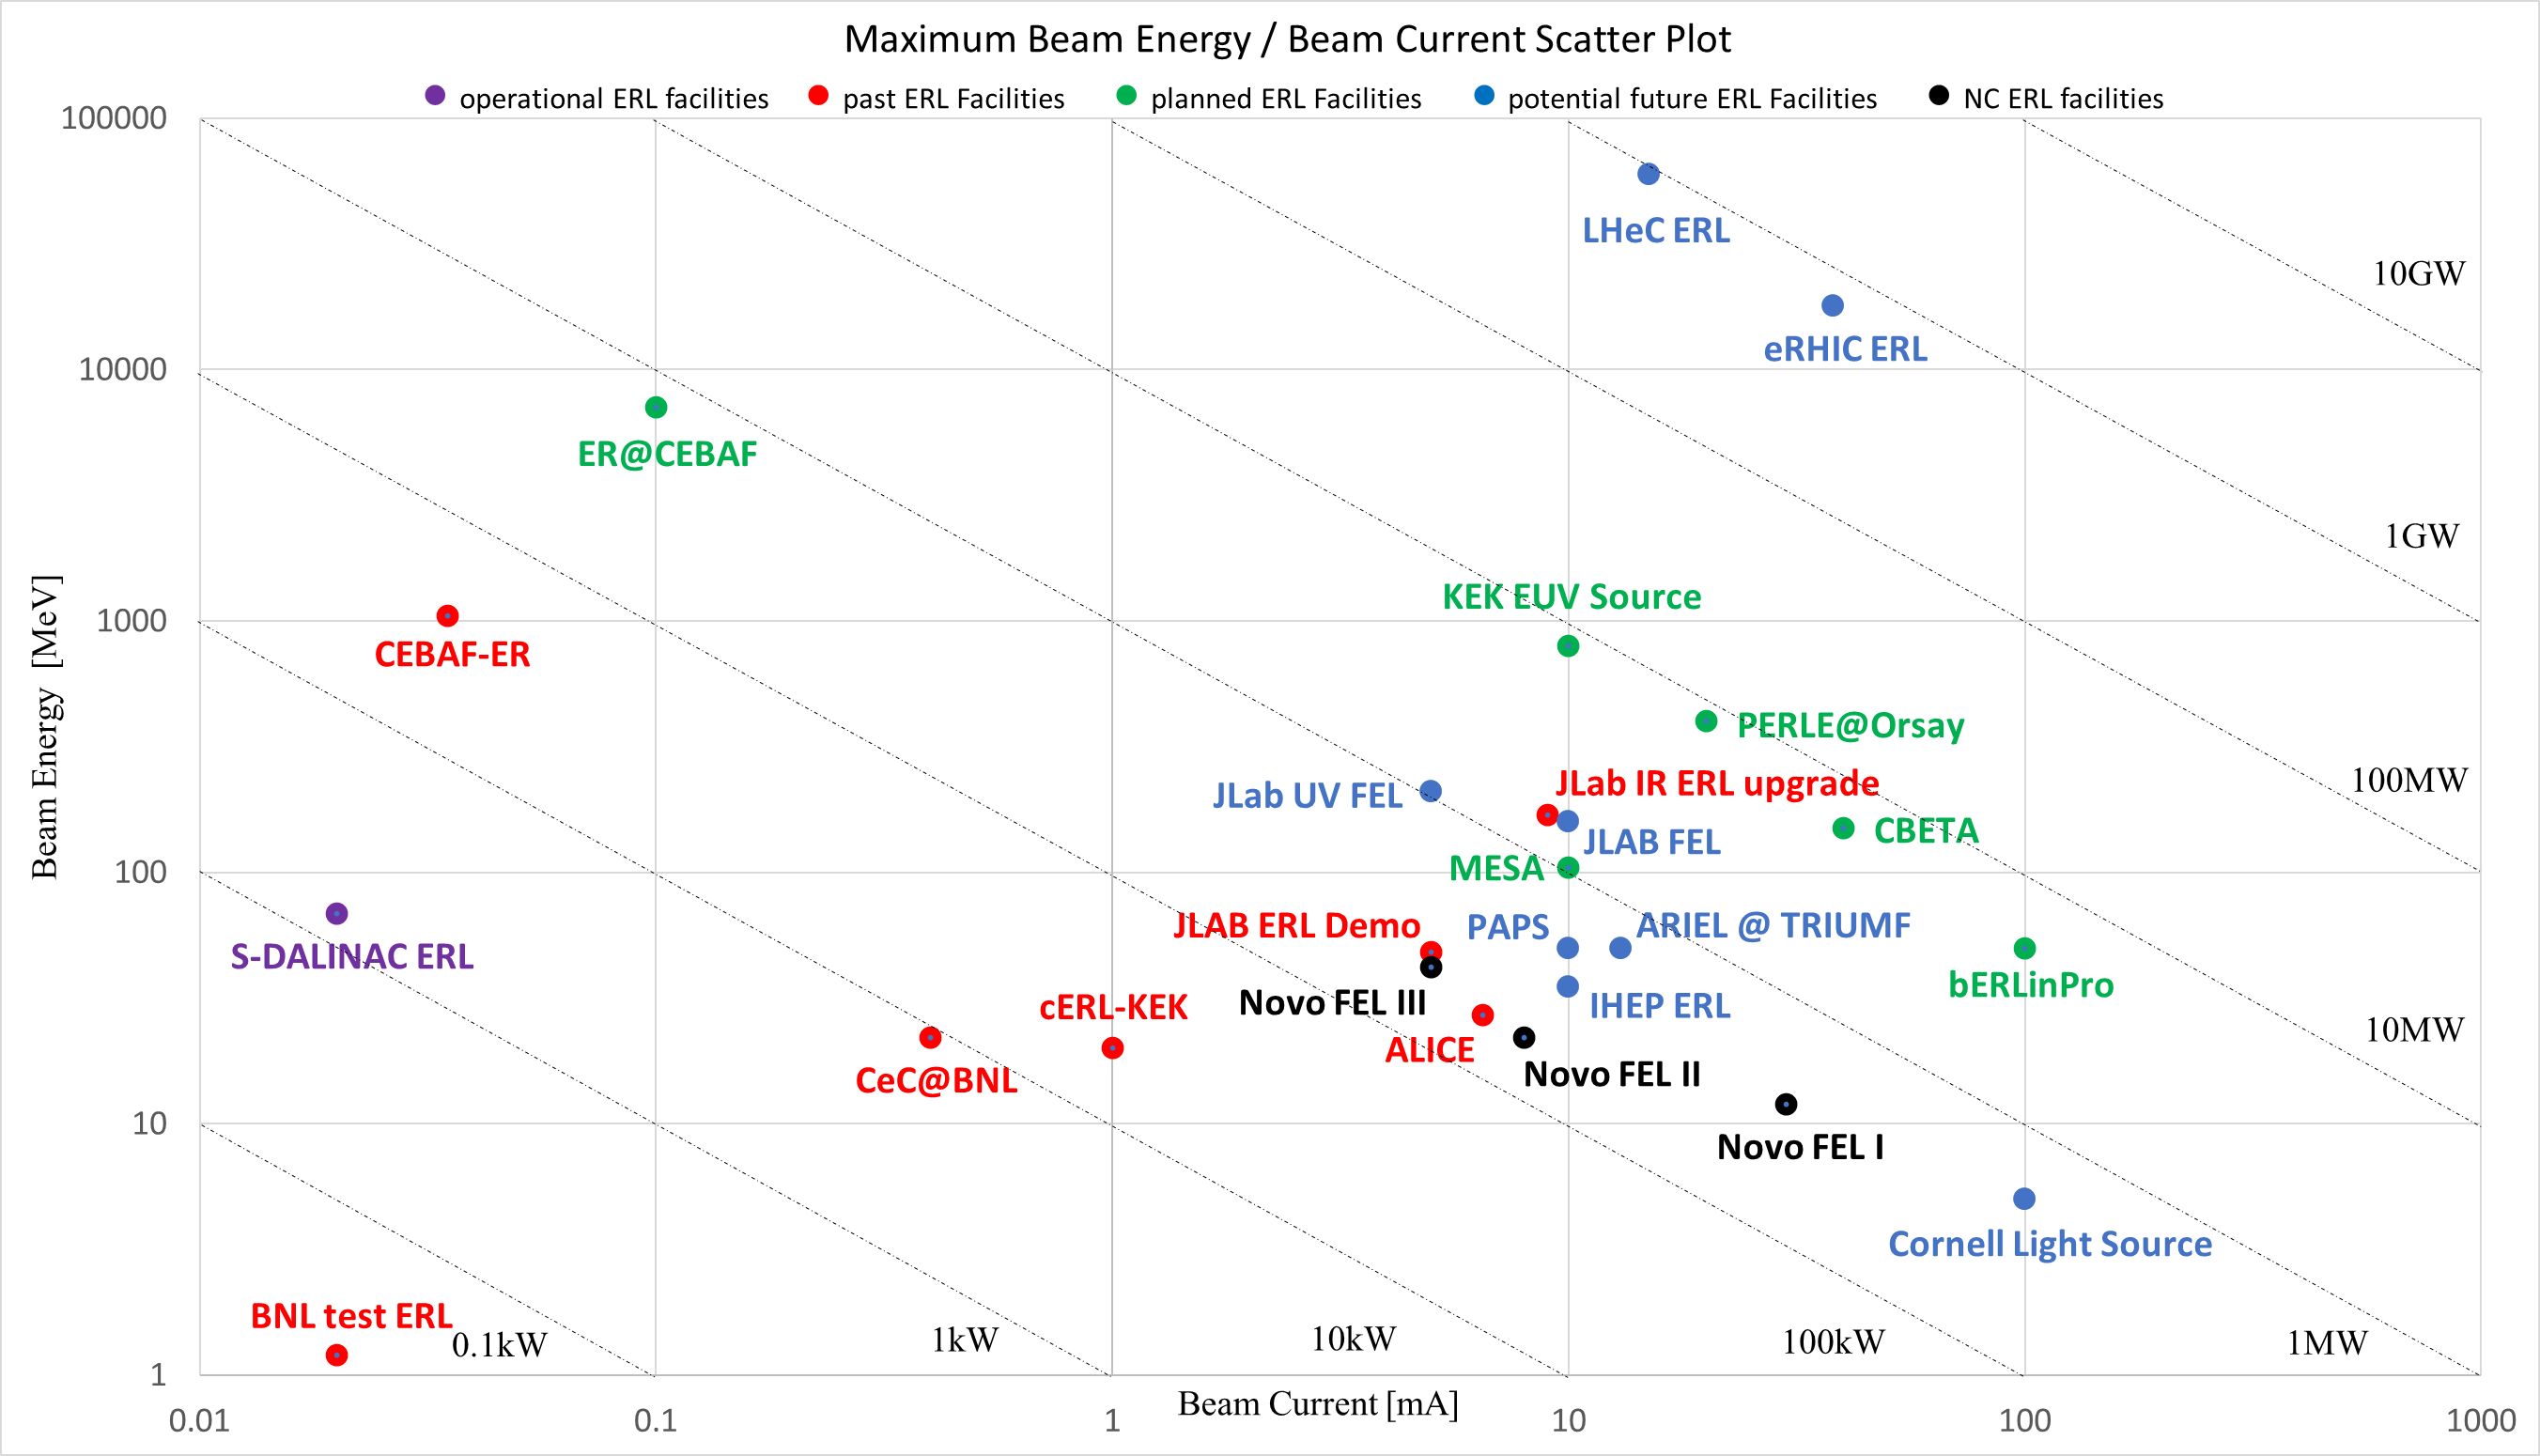 Maximum Beam Energy / Beam Current Scatter Plot
operational ERL facilities
past ERL Facilities
planned ERL Facilities
potential future ERL Facilities
NC ERL facilities
100000
10000
1000
100
10
1
Beam Energy [MeV]
LHeC ERL
10GW
eRHIC ERL
ER@CEBAF
1GW
KEK EUV Source
CEBAF-ER
PERLE@Orsay
JLab UV FEL
JLab IR ERL upgrade
100MW
JLAB FEL
CBETA
MESA
JLAB ERL Demo
PAPS
ARIEL @ TRIUMF
S-DALINAC ERL
bERLinPro
Novo FEL III
cERL-KEK
IHEP ERL
10MW
ALICE
CeC@BNL
Novo FEL II
Novo FEL I
Cornell Light Source
BNL test ERL
0.1kW
1kW
10kW
100kW
1MW
Beam Current [mA]
0.01
0.1
1
10
100
1000